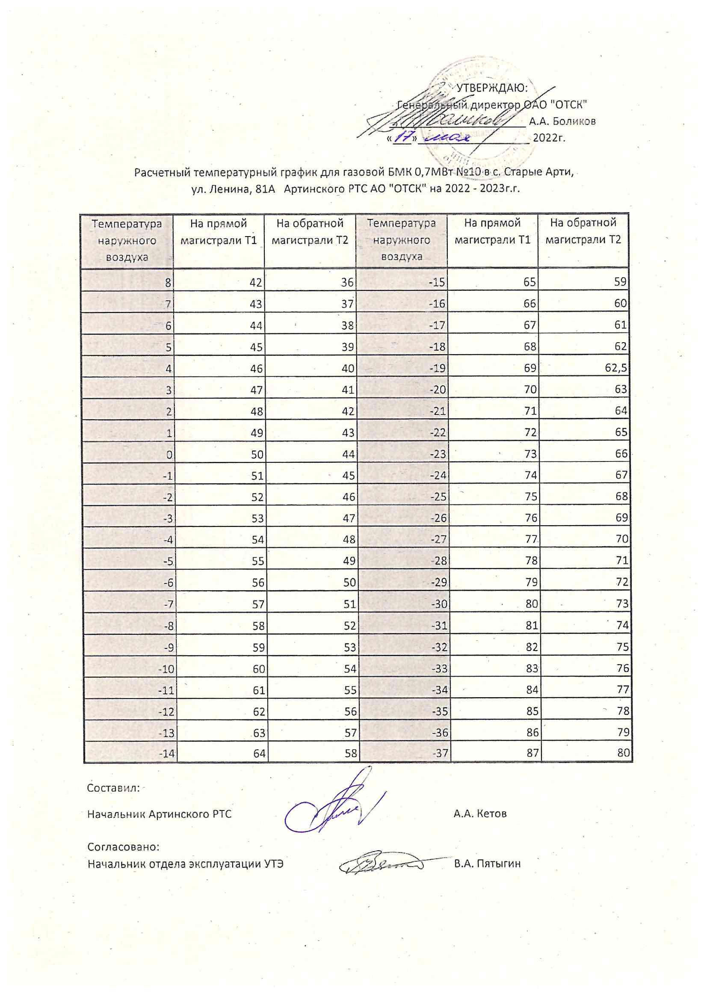 УТВЕРЖДАЮ:
Генеральный директор ОАО "ОТСК"
А.А. Боликов
«17» мая 2022г.
Расчетный температурный график для газовой БМК 0,7МВт №10 в с. Старые Арти,
ул. Ленина, 81А Артинского РТС АО "ОТСК" на 2022 - 2023г.г.
Температура наружного воздуха На прямой магистрали Т1 На обратной магистрали Т2 Температура наружного воздуха На прямой магистрали Т1 На обратной магистрали Т2
8 42 36 -15 65 59
7 43 37 -16 66 60
6 44 38 -17 67 61
5 45 39 -18 68 62
4 46 40 -19 69 62,5
3 47 41 -20 70 63
2 48 42 -21 71 64
1 49 43 -22 72 65
0 50 44 -23 73 66
-1 51 45 -24 74 67
-2 52 46 -25 75 68
-3 53 47 -26 76 69
-4 54 48 -27 77 70
-5 55 49 -28 78 71
-6 56 50 -29 79 72
-7 57 51 -30 80 73
-8 58 52 -31 81 74
-9 59 53 -32 82 75
-10 60 54 -33 83 76
-11 61 55 -34 84 77
-12 62 56 -35 85 78
-13 63 57 -36 86 79
-14 64 58 -37 87 80
Составил:
Начальник Артинского РТС А.А. Кетов
Согласовано:
Начальник отдела эксплуатации УТЭ В.А. Пятыгин